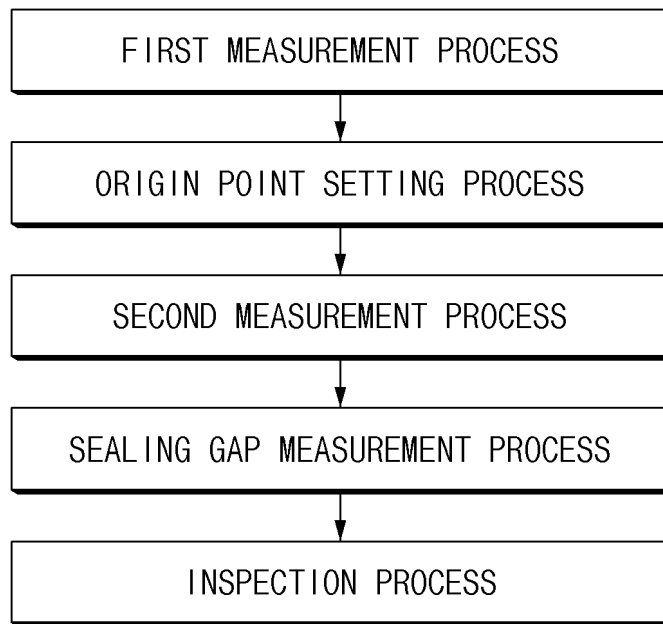 FIRST MEASUREMENT PROCESS
ORIGIN POINT SETTING PROCESS
SECOND MEASUREMENT PROCESS
SEALING GAP MEASUREMENT PROCESS
INSPECTION PROCESS